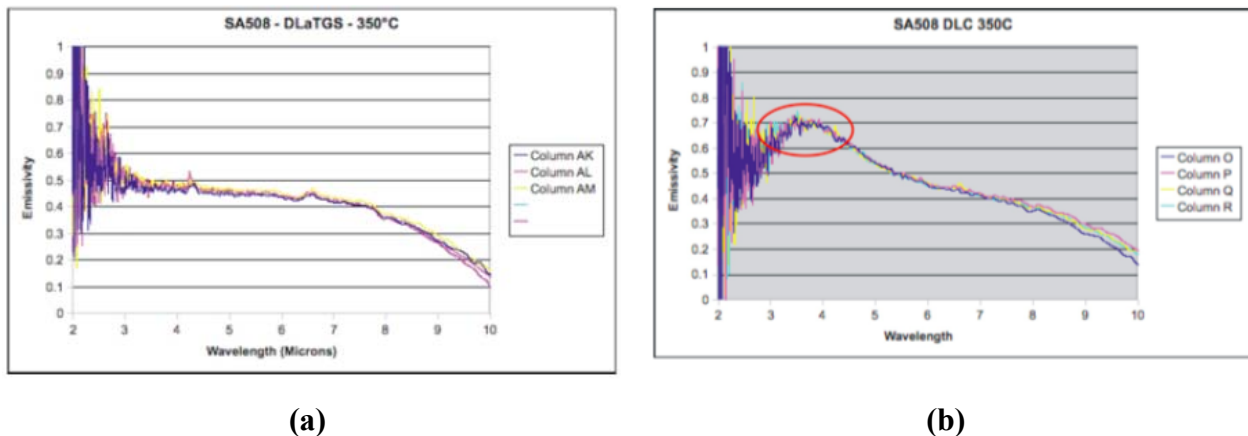 SA508 - DLaTGS - 350°C
1
0.9
0.8
0.7
0.6
0.5
0.4
0.3
0.2
0.1
0
Emissivity
2 3 4 5 6 7 8 9 10
Wavelength (Microns)
Column AK
Column AL
Column AM
(a)
SA508 DLC 350C
1
0.9
0.8
0.7
0.6
0.5
0.4
0.3
0.2
0.1
0
Emissivity
2 3 4 5 6 7 8 9 10
Wavelength
Column O
Column P
Column Q
Column R
(b)